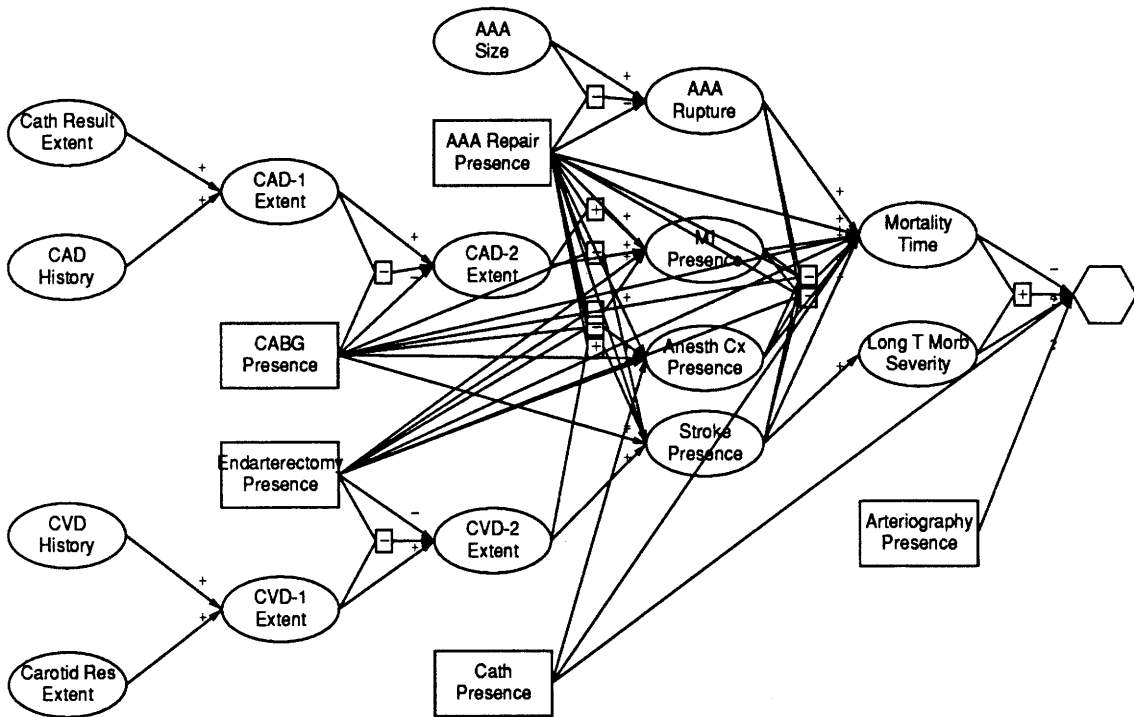 AAA
Size
AAA
Rupture
Cath Result
Extent
AAA Repair
Presence
CAD-1
Extent
CAD
History
CAD-2
Extent
MI
Presence
Mortality
Time
CABG
Presence
Anesth Cx
Presence
Long T Morb
Severity
Endarterectom
Presence
Stroke
Presence
CVD
History
CVD-2
Extent
Arteriography
Presence
CVD-1
Extent
Carotid Res
Extent
Cath
Presence